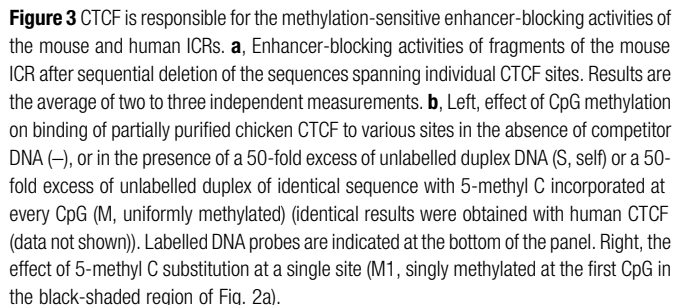 Figure 3 CTCF is responsible for the methylation-sensitive enhancer-blocking activities of
the mouse and human ICRs. a, Enhancer-blocking activities of fragments of the mouse
ICR after sequential deletion of the sequences spanning individual CTCF sites. Results are
the average of two to three independent measurements. b, Left, effect of CpG methylation
on binding of partially purified chicken CTCF to various sites in the absence of competitor
DNA (–), or in the presence of a 50-fold excess of unlabelled duplex DNA (S, self) or a 50-
fold excess of unlabelled duplex of identical sequence with 5-methyl C incorporated at
every CpG (M, uniformly methylated) (identical results were obtained with human CTCF
(data not shown)). Labelled DNA probes are indicated at the bottom of the panel. Right, the
effect of 5-methyl C substitution at a single site (M1, singly methylated at the first CpG in
the black-shaded region of Fig. 2a).